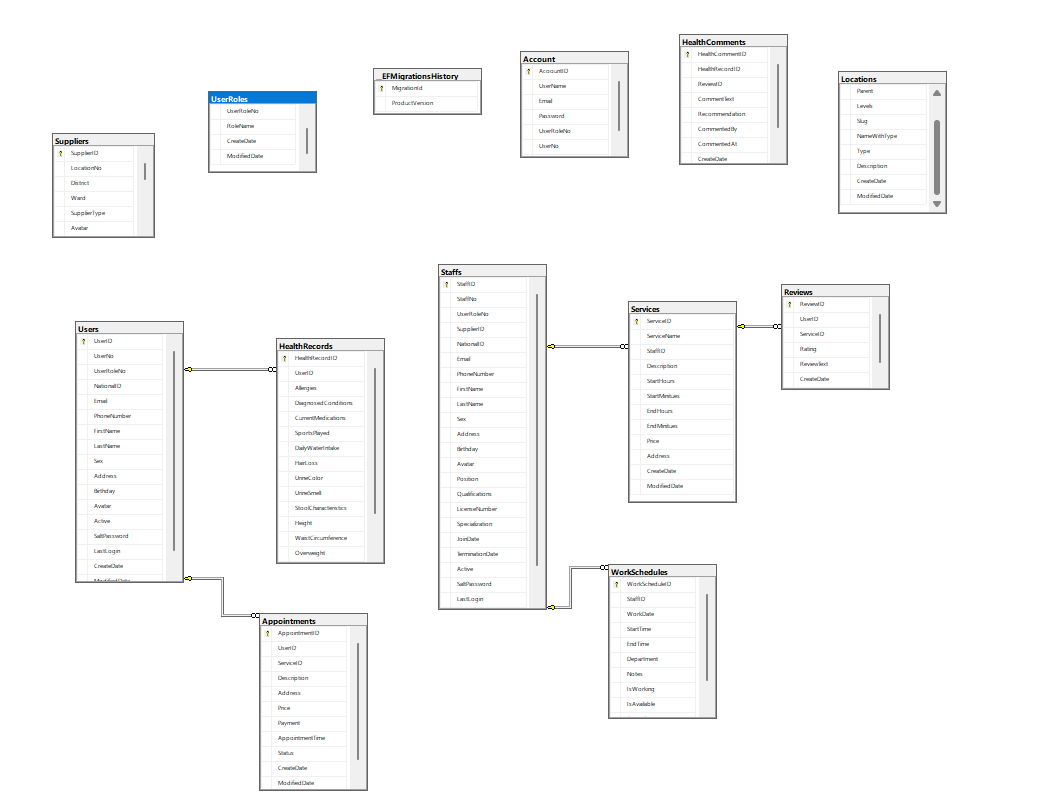 HealthComments
HealthCommentID
HealthRecordID
ReviewID
CommentText
Recommendation
CommentedBy
CommentedAt
CreateDate
Account
AccountID
UserName
Email
Password
UserRoleNo
UserNo
__EFMigrationsHistory
MigrationId
ProductVersion
Locations
Parent
Levels
Slug
NameWithType
Type
Description
CreateDate
ModifiedDate
UserRoles
UserRoleNo
RoleName
CreateDate
ModifiedDate
Suppliers
SupplierID
LocationNo
District
Ward
SupplierType
Avatar
Staffs
StaffID
StaffNo
UserRoleNo
SupplierID
NationalID
Email
PhoneNumber
FirstName
LastName
Sex
Address
Birthday
Avatar
Position
Qualifications
LicenseNumber
Specialization
JoinDate
TerminationDate
Active
SaltPassword
LastLogin
Reviews
ReviewID
UserID
ServiceID
Rating
ReviewText
CreateDate
Services
ServiceID
ServiceName
StaffID
Description
StartHours
StartMinitues
EndHours
EndMinitues
Price
Address
CreateDate
ModifiedDate
Users
UserID
UserNo
UserRoleNo
NationalID
Email
PhoneNumber
FirstName
LastName
Sex
Address
Birthday
Avatar
Active
SaltPassword
LastLogin
CreateDate
ModifiedDate
HealthRecords
HealthRecordID
UserID
Allergies
DiagnosedConditions
CurrentMedications
SportsPlayed
DailyWaterIntake
HairLoss
UrineColor
UrineSmell
StoolCharacteristics
Height
WaistCircumference
Overweight
WorkSchedules
WorkScheduleID
StaffID
WorkDate
StartTime
EndTime
Department
Notes
IsWorking
IsAvailable
Appointments
AppointmentID
UserID
ServiceID
Description
Address
Price
Payment
AppointmentTime
Status
CreateDate
ModifiedDate